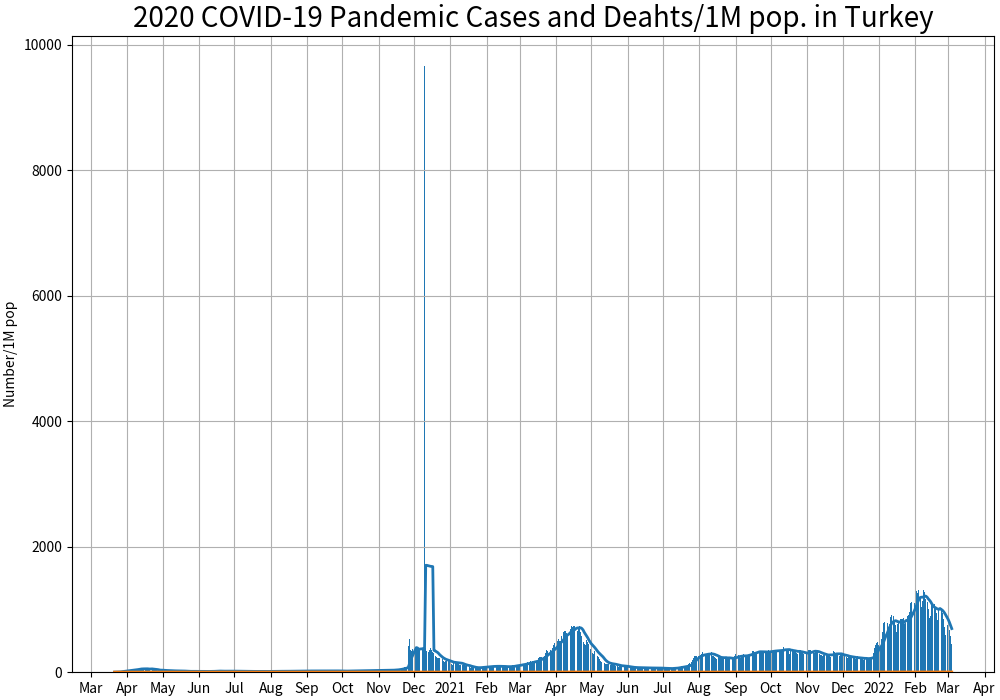 2020 COVID-19 Pandemic Cases and Deahts/1M pop. in Turkey
10000
8000
6000
4000
2000
0
Number/1M pop
Mar Apr May Jun Jul Aug Sep Oct Nov Dec 2021 Feb Mar Apr May Jun Jul Aug Sep Oct Nov Dec 2022 Feb Mar Apr